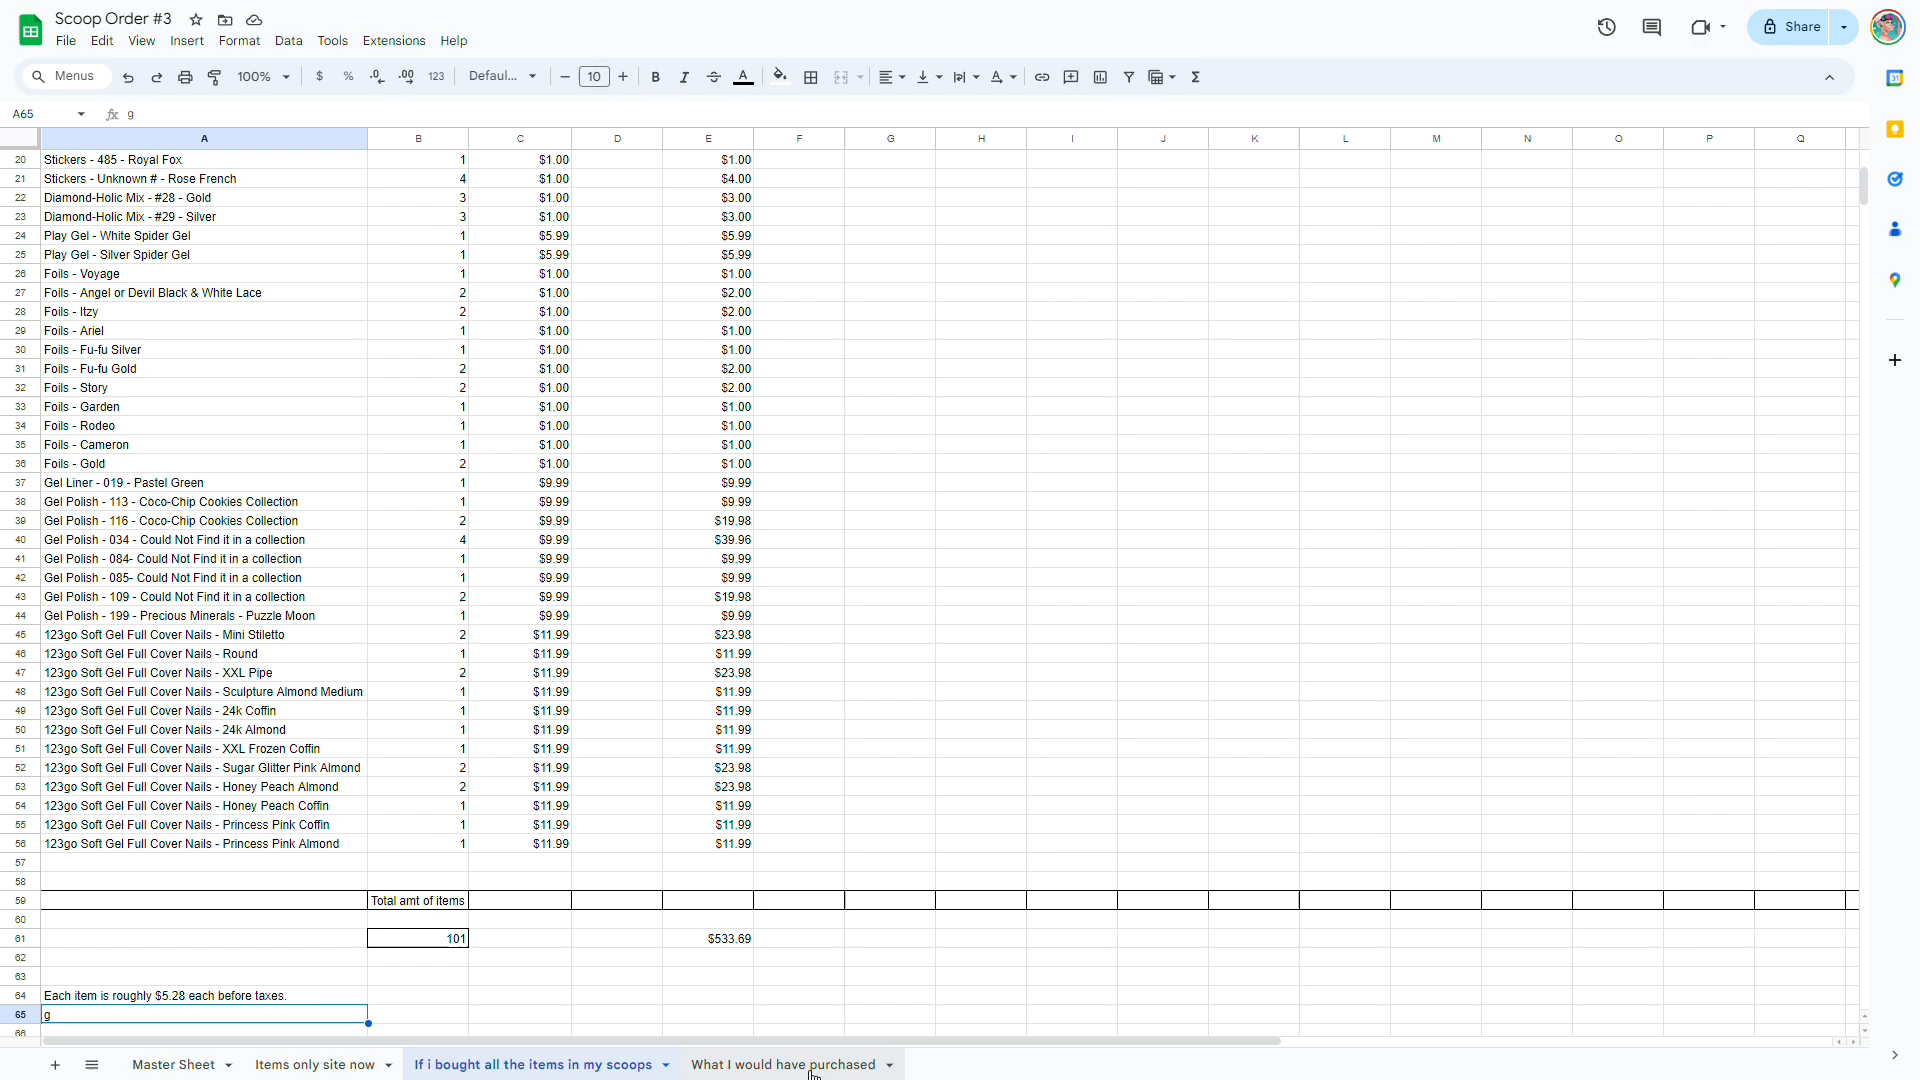 Scoop Order #3
File Edit View Insert Format Data Tools Extensions Help
Share
Menus 100% $ % .0 .00 123 Defaul... 10 B I A
A65 fx g
A B C D E F G H I J K L M N O P Q
20 Stickers - 485 - Royal Fox 1 $1.00 $1.00
21 Stickers - Unknown # - Rose French 4 $1.00 $4.00
22 Diamond-Holic Mix - #28 - Gold 3 $1.00 $3.00
23 Diamond-Holic Mix - #29 - Silver 3 $1.00 $3.00
24 Play Gel - White Spider Gel 1 $5.99 $5.99
25 Play Gel - Silver Spider Gel 1 $5.99 $5.99
26 Foils - Voyage 1 $1.00 $1.00
27 Foils - Angel or Devil Black & White Lace 2 $1.00 $2.00
28 Foils - Itzy 2 $1.00 $2.00
29 Foils - Ariel 1 $1.00 $1.00
30 Foils - Fu-fu Silver 1 $1.00 $1.00
31 Foils - Fu-fu Gold 2 $1.00 $2.00
32 Foils - Story 2 $1.00 $2.00
33 Foils - Garden 1 $1.00 $1.00
34 Foils - Rodeo 1 $1.00 $1.00
35 Foils - Cameron 1 $1.00 $1.00
36 Foils - Gold 2 $1.00 $1.00
37 Gel Liner - 019 - Pastel Green 1 $9.99 $9.99
38 Gel Polish - 113 - Coco-Chip Cookies Collection 1 $9.99 $9.99
39 Gel Polish - 116 - Coco-Chip Cookies Collection 2 $9.99 $19.98
40 Gel Polish - 034 - Could Not Find it in a collection 4 $9.99 $39.96
41 Gel Polish - 084- Could Not Find it in a collection 1 $9.99 $9.99
42 Gel Polish - 085- Could Not Find it in a collection 1 $9.99 $9.99
43 Gel Polish - 109 - Could Not Find it in a collection 2 $9.99 $19.98
44 Gel Polish - 199 - Precious Minerals - Puzzle Moon 1 $9.99 $9.99
45 123go Soft Gel Full Cover Nails - Mini Stiletto 2 $11.99 $23.98
46 123go Soft Gel Full Cover Nails - Round 1 $11.99 $11.99
47 123go Soft Gel Full Cover Nails - XXL Pipe 2 $11.99 $23.98
48 123go Soft Gel Full Cover Nails - Sculpture Almond Medium 1 $11.99 $11.99
49 123go Soft Gel Full Cover Nails - 24k Coffin 1 $11.99 $11.99
50 123go Soft Gel Full Cover Nails - 24k Almond 1 $11.99 $11.99
51 123go Soft Gel Full Cover Nails - XXL Frozen Coffin 1 $11.99 $11.99
52 123go Soft Gel Full Cover Nails - Sugar Glitter Pink Almond 2 $11.99 $23.98
53 123go Soft Gel Full Cover Nails - Honey Peach Almond 2 $11.99 $23.98
54 123go Soft Gel Full Cover Nails - Honey Peach Coffin 1 $11.99 $11.99
55 123go Soft Gel Full Cover Nails - Princess Pink Coffin 1 $11.99 $11.99
56 123go Soft Gel Full Cover Nails - Princess Pink Almond 1 $11.99 $11.99
57
58
59 Total amt of items
60
61 101 $533.69
62
63
64 Each item is roughly $5.28 each before taxes.
65 g
66
Master Sheet Items only site now If i bought all the items in my scoops What I would have purchased